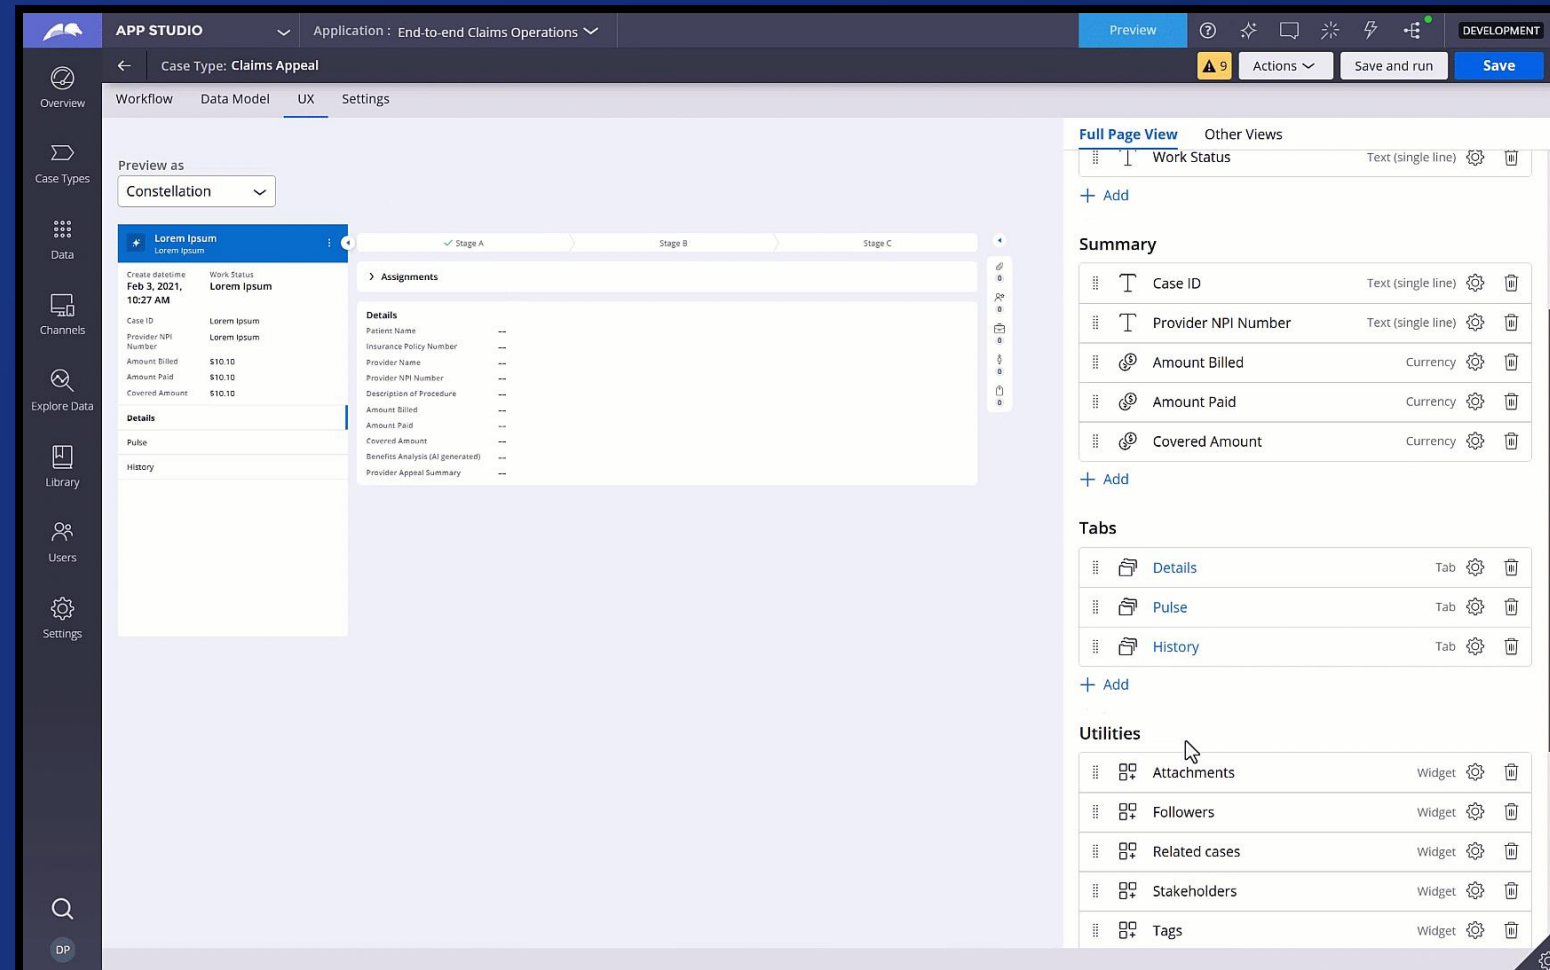 APP STUDIO
Application : End-to-end Claims Operations
Preview
DEVELOPMENT
Case Type: Claims Appeal
9
Actions
Save and run
Save
Overview
Case Types
Data
Channels
Explore Data
Library
Users
Settings
DP
Workflow
Data Model
UX
Settings
Preview as
Constellation
Lorem Ipsum
Lorem Ipsum
Create datetime
Work Status
Feb 3, 2021,
10:27 AM
Lorem Ipsum
Case ID
Lorem Ipsum
Provider NPI
Number
Lorem Ipsum
Amount Billed
$10.10
Amount Paid
$10.10
Covered Amount
$10.10
Details
Pulse
History
Stage A
Stage B
Stage C
Assignments
Details
Patient Name --
Insurance Policy Number --
Provider Name --
Provider NPI Number --
Description of Procedure --
Amount Billed --
Amount Paid --
Covered Amount --
Benefits Analysis (AI generated) --
Provider Appeal Summary --
0
0
0
0
0
Full Page View
Other Views
Work Status
Text (single line)
Add
Summary
Case ID
Text (single line)
Provider NPI Number
Text (single line)
Amount Billed
Currency
Amount Paid
Currency
Covered Amount
Currency
Add
Tabs
Details
Tab
Pulse
Tab
History
Tab
Add
Utilities
Attachments
Widget
Followers
Widget
Related cases
Widget
Stakeholders
Widget
Tags
Widget